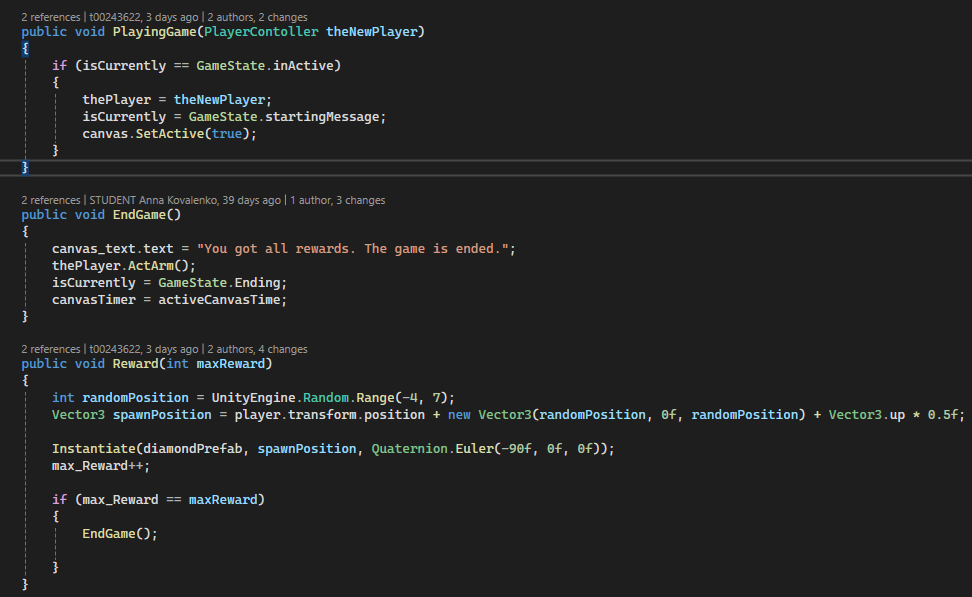 2 references | t00243622, 3 days ago | 2 authors, 2 changes
public void PlayingGame(PlayerContoller theNewPlayer)
{
if (isCurrently == GameState.inActive)
{
thePlayer = theNewPlayer;
isCurrently = GameState.startingMessage;
canvas.SetActive(true);
}
}
2 references | STUDENT Anna Kovalenko, 39 days ago | 1 author, 3 changes
public void EndGame()
{
canvas_text.text = "You got all rewards. The game is ended.";
thePlayer.ActArm();
isCurrently = GameState.Ending;
canvasTimer = activeCanvasTime;
}
2 references | t00243622, 3 days ago | 2 authors, 4 changes
public void Reward(int maxReward)
{
int randomPosition = UnityEngine.Random.Range(-4, 7);
Vector3 spawnPosition = player.transform.position + new Vector3(randomPosition, 0f, randomPosition) + Vector3.up * 0.5f;
Instantiate(diamondPrefab, spawnPosition, Quaternion.Euler(-90f, 0f, 0f));
max_Reward++;
if (max_Reward == maxReward)
{
EndGame();
}
}